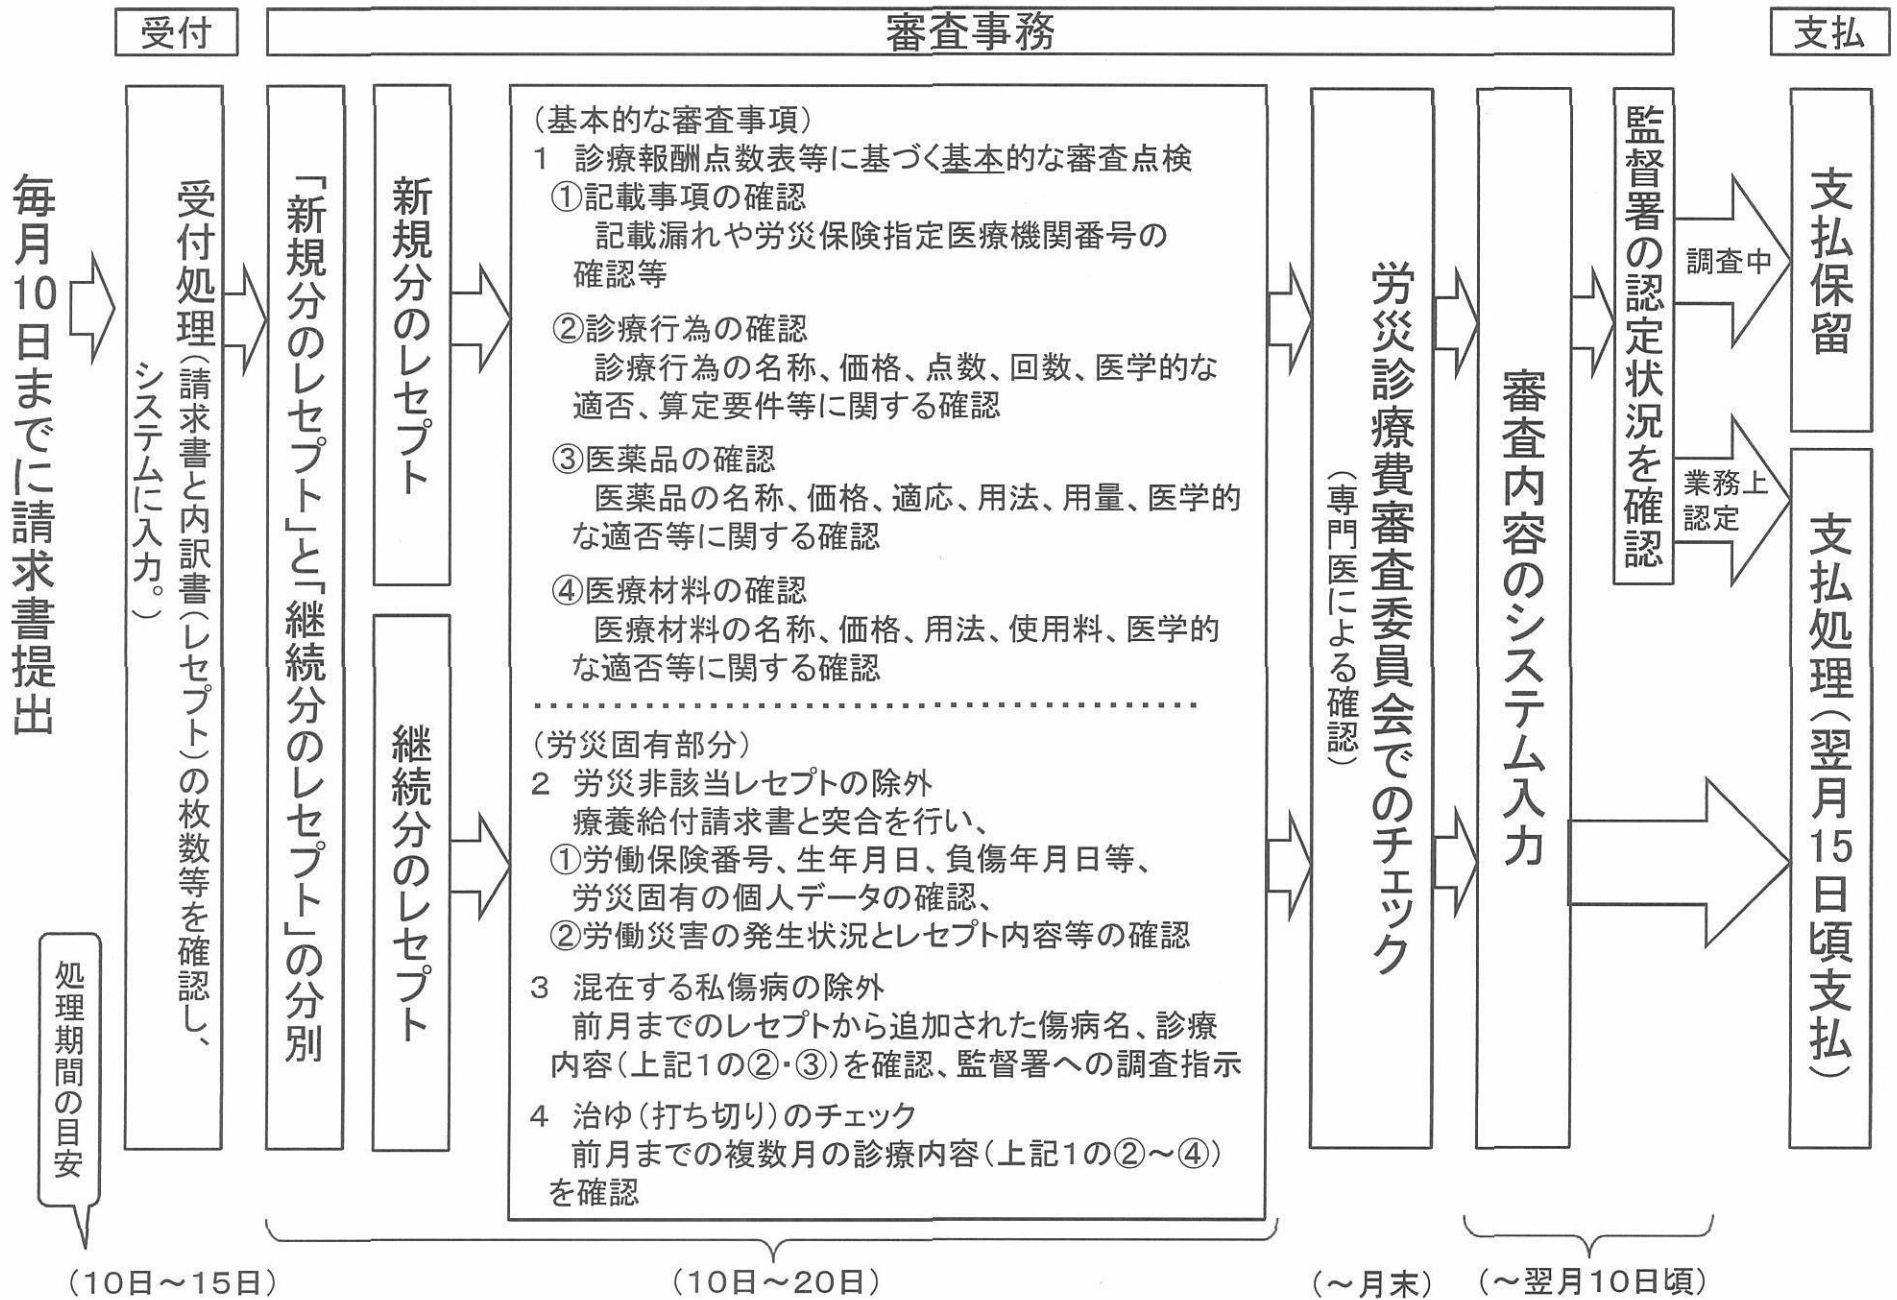 受付
審査事務
支払
毎月10日までに請求書提出
受付処理(請求書と内訳書(レセプト)の枚数等を確認し、
システムに入力。)
「新規分のレセプト」と「継続分のレセプト」の分別
新規分のレセプト
継続分のレセプト
(基本的な審査事項)
1 診療報酬点数表等に基づく基本的な審査点検
①記載事項の確認
記載漏れや労災保険指定医療機関番号の
確認等
②診療行為の確認
診療行為の名称、価格、点数、回数、医学的な
適否、算定要件等に関する確認
③医薬品の確認
医薬品の名称、価格、適応、用法、用量、医学的
な適否等に関する確認
④医療材料の確認
医療材料の名称、価格、用法、使用料、医学的
な適否等に関する確認
(労災固有部分)
2 労災非該当レセプトの除外
療養給付請求書と突合を行い、
①労働保険番号、生年月日、負傷年月日等、
労災固有の個人データの確認、
②労働災害の発生状況とレセプト内容等の確認
3 混在する私傷病の除外
前月までのレセプトから追加された傷病名、診療
内容(上記1の②・③)を確認、監督署への調査指示
4 治ゆ(打ち切り)のチェック
前月までの複数月の診療内容(上記1の②～④)
を確認
労災診療費審査委員会でのチェック
(専門医による確認)
審査内容のシステム入力
監督署の認定状況を確認
調査中
業務上
認定
支払保留
支払処理(翌月15日頃支払)
処理期間の目安
(10日～15日)
(10日～20日)
(～月末)
(～翌月10日頃)